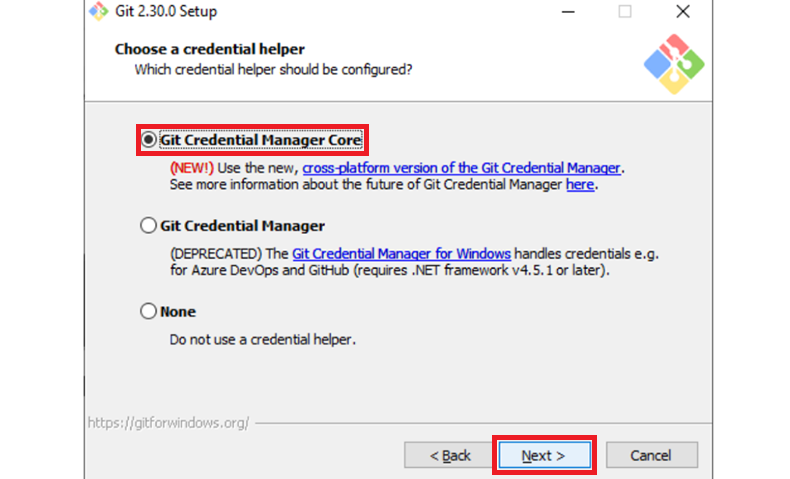 Git 2.30.0 Setup
Choose a credential helper
Which credential helper should be configured?
Git Credential Manager Core
(NEW!) Use the new, cross-platform version of the Git Credential Manager.
See more information about the future of Git Credential Manager here.
Git Credential Manager
(DEPRECATED) The Git Credential Manager for Windows handles credentials e.g.
for Azure DevOps and GitHub (requires .NET framework v4.5.1 or later).
None
Do not use a credential helper.
https://gitforwindows.org/
< Back
Next >
Cancel